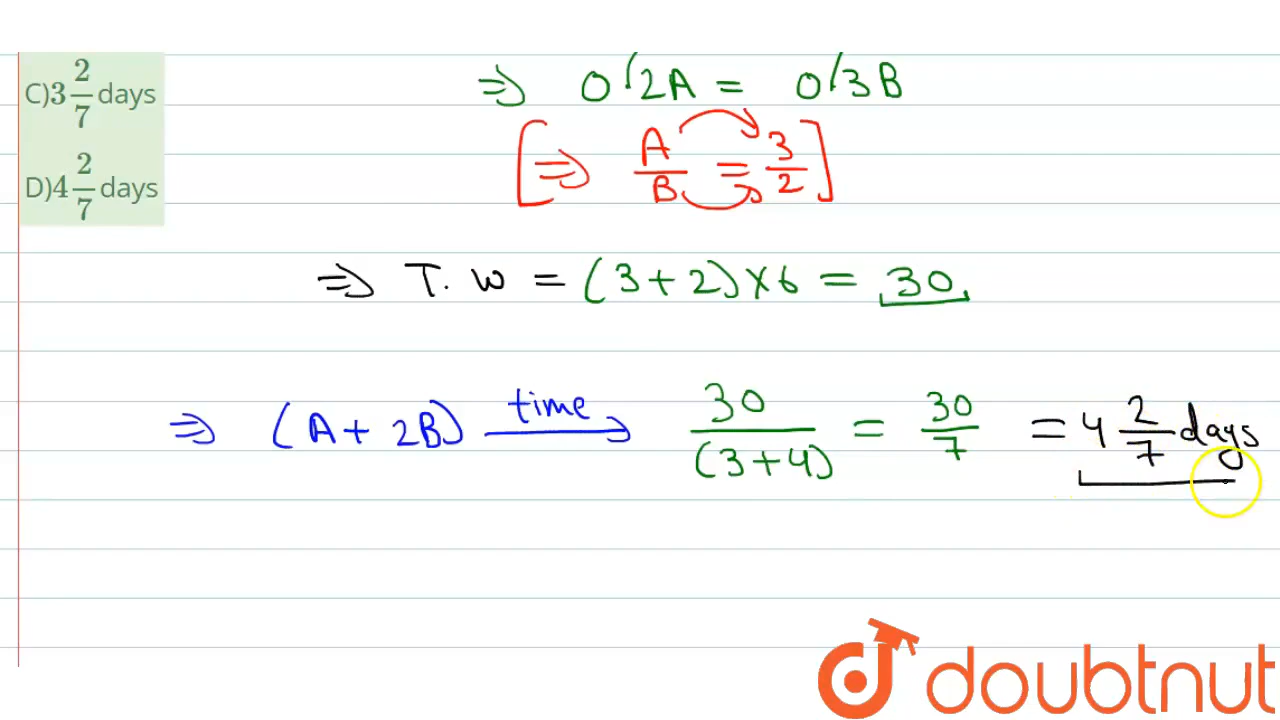 C) 3 2/7 days
⇒ 0/2A = 0/3B
[⇒ A/B = 3/2]
D) 4 2/7 days
⇒ T. W = (3+2)×6 = 30
⇒ (A+2B) time→ 30/(3+4) = 30/7 = 4 2/7 days
doubtnut